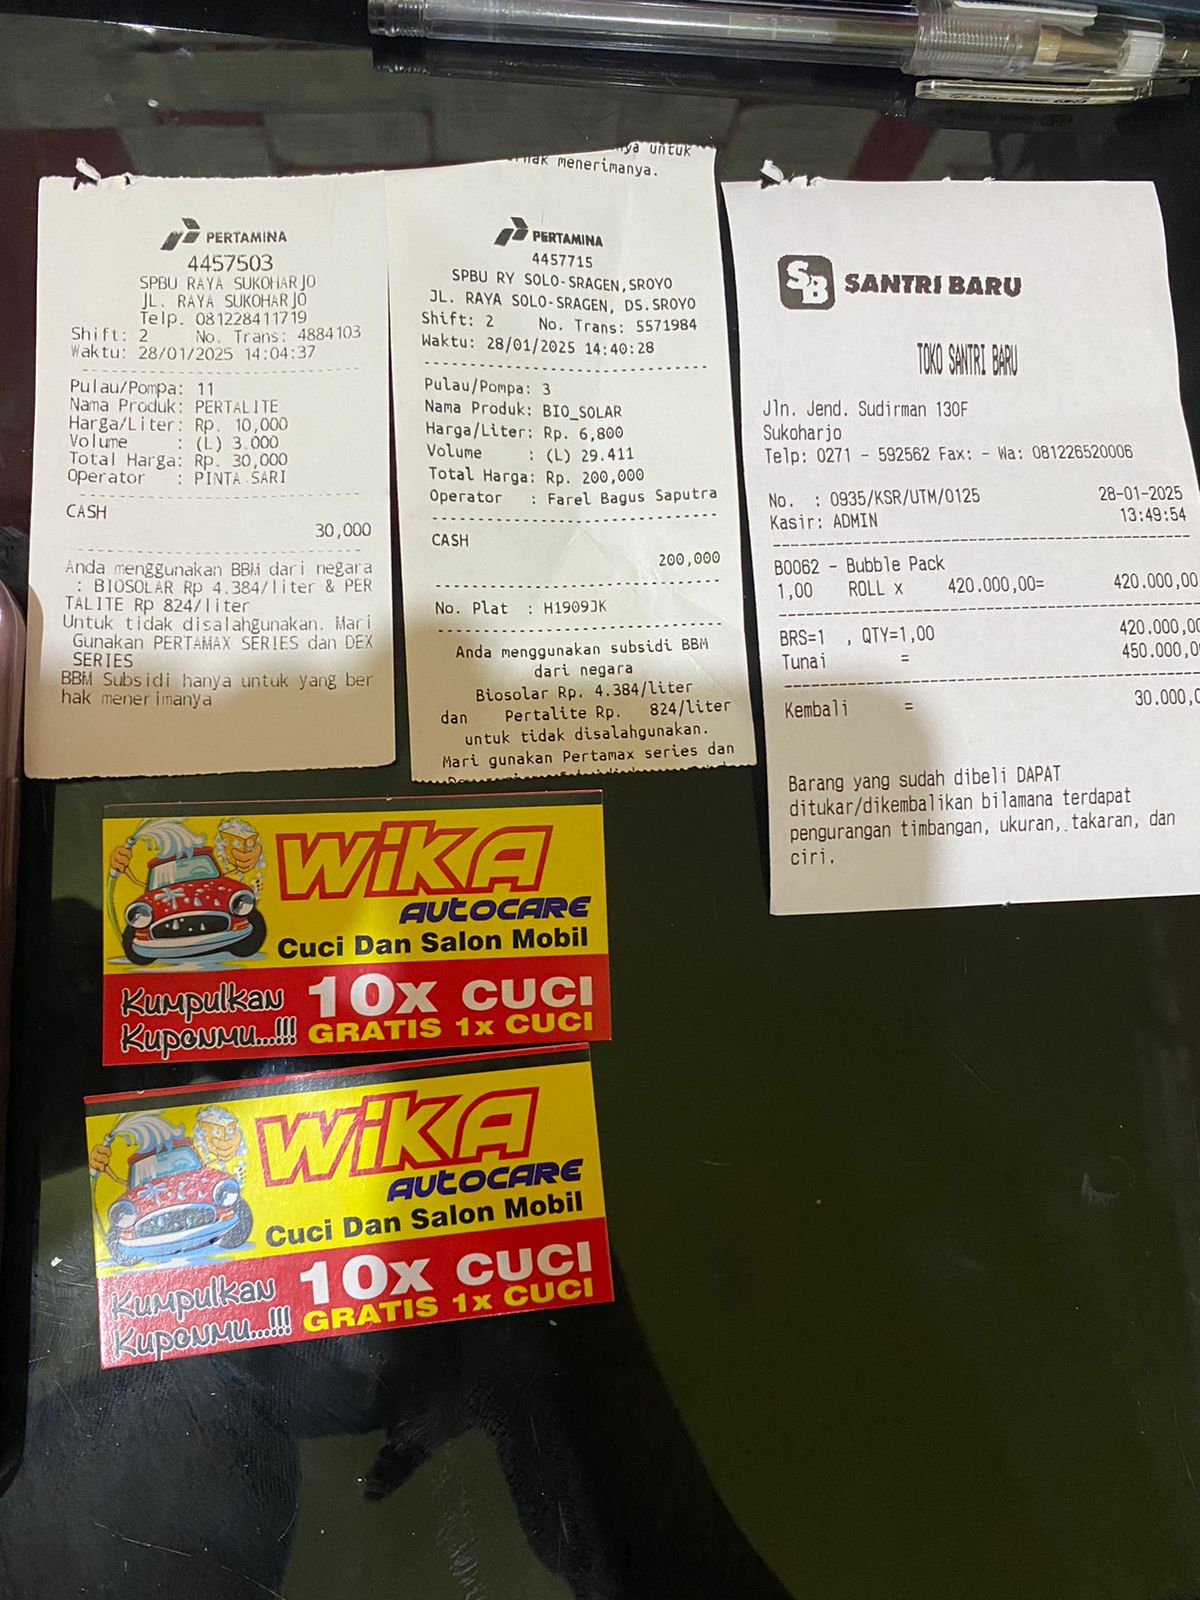 PERTAMINA
4457503
SPBU RAYA SUKOHARJO
JL. RAYA SUKOHARJO
Telp. 081228411719
Shift: 2 No. Trans: 4884103
Waktu: 28/01/2025 14:04:37
Pulau/Pompa: 11
Nama Produk: PERTALITE
Harga/Liter: Rp. 10,000
Volume : (L) 3.000
Total Harga: Rp. 30,000
Operator : PINTA SARI
CASH
30,000
Anda menggunakan BBM dari negara
: BIOSOLAR Rp 4.384/liter & PER
TALITE Rp 824/liter
Untuk tidak disalahgunakan. Mari
Gunakan PERTAMAX SERIES dan DEX
SERIES
BBM Subsidi hanya untuk yang ber
hak menerimanya
untuk
menerimanya.
PERTAMINA
4457715
SPBU RY SOLO-SRAGEN,SROYO
JL. RAYA SOLO-SRAGEN, DS.SROYO
Shift: 2 No. Trans: 5571984
Waktu: 28/01/2025 14:40:28
Pulau/Pompa: 3
Nama Produk: BIO_SOLAR
Harga/Liter: Rp. 6,800
Volume : (L) 29.411
Total Harga: Rp. 200,000
Operator : Farel Bagus Saputra
CASH
200,000
No. Plat : H1909JK
Anda menggunakan subsidi BBM
dari negara
Biosolar Rp. 4.384/liter
dan Pertalite Rp. 824/liter
untuk tidak disalahgunakan.
Mari gunakan Pertamax series dan
SB SANTRI BARU
TOKO SANTRI BARU
Jln. Jend. Sudirman 130F
Sukoharjo
Telp: 0271 - 592562 Fax: - Wa: 081226520006
No. : 0935/KSR/UTM/0125 28-01-2025
Kasir: ADMIN 13:49:54
B0062 - Bubble Pack
1,00 ROLL x 420.000,00= 420.000,00
BRS=1 , QTY=1,00 420.000,0
Tunai = 450.000,0
Kembali = 30.000,0
Barang yang sudah dibeli DAPAT
ditukar/dikembalikan bilamana terdapat
pengurangan timbangan, ukuran, takaran, dan
ciri.
WIKA
AUTOCARE
Cuci Dan Salon Mobil
Kumpulkan
Kuponmu...!!!
10x CUCI
GRATIS 1x CUCI
WIKA
AUTOCARE
Cuci Dan Salon Mobil
Kumpulkan
Kuponmu...!!!
10x CUCI
GRATIS 1x CUCI